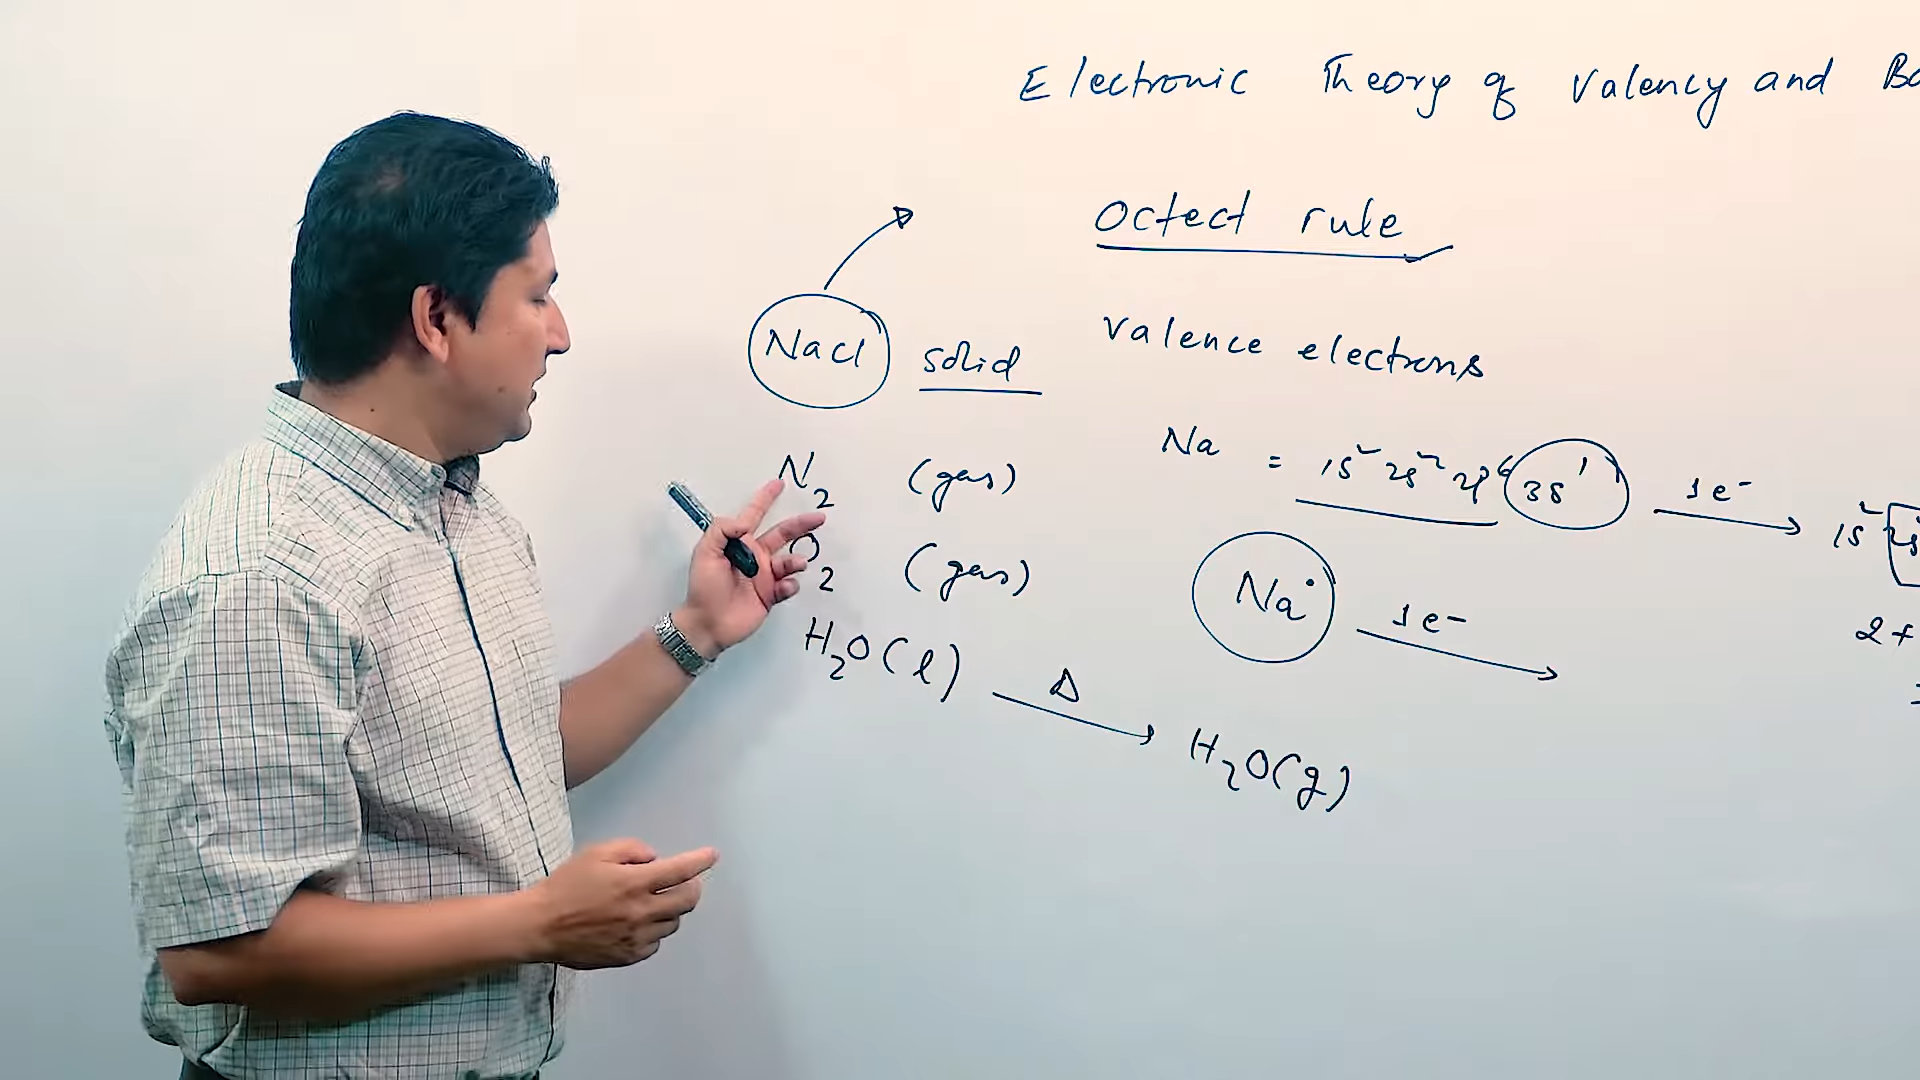 Electronic Theory of Valency and Bo
Octect rule
NaCl solid
Valence electrons
N₂ (gas)
Na = 1s² 2s² 2p⁶ 3s¹ 1e⁻ → 1s² 2s
O₂ (gas)
Na• 1e⁻ →
2+
H₂O(l) Δ → H₂O(g)